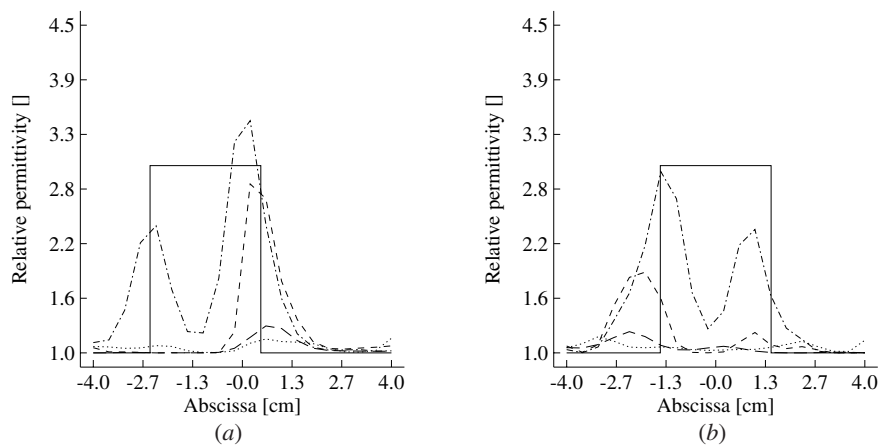 4.5
3.9
3.3
2.8
2.2
1.6
1.0
Relative permittivity []
-4.0 -2.7 -1.3 -0.0 1.3 2.7 4.0
Abscissa [cm]
(a)
4.5
3.9
3.3
2.8
2.2
1.6
1.0
Relative permittivity []
-4.0 -2.7 -1.3 -0.0 1.3 2.7 4.0
Abscissa [cm]
(b)